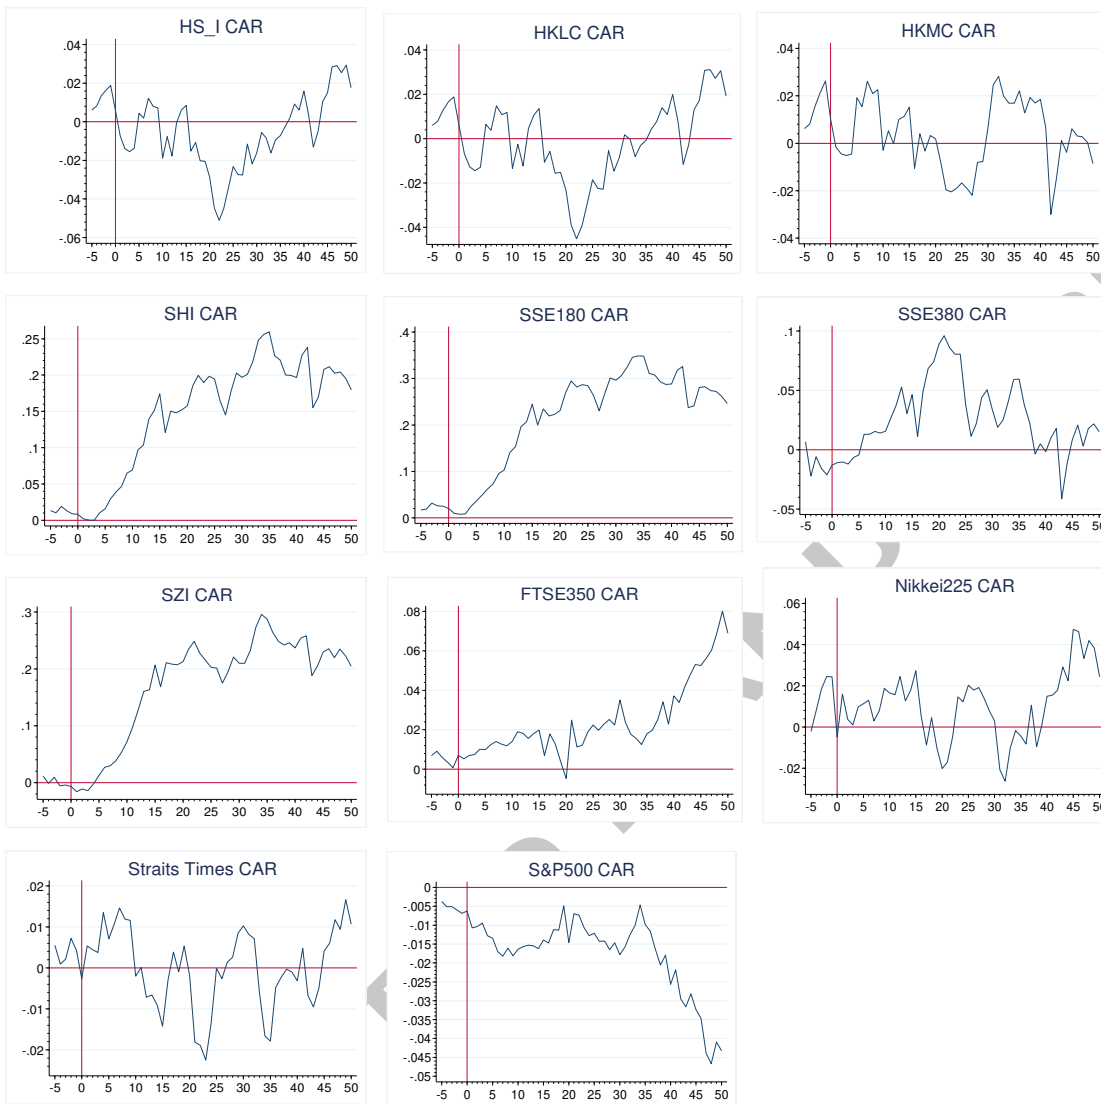 HS_I CAR
.04
.02
0
-.02
-.04
-.06
-5 0 5 10 15 20 25 30 35 40 45 50
HKLC CAR
.04
.02
0
-.02
-.04
-5 0 5 10 15 20 25 30 35 40 45 50
HKMC CAR
.04
.02
0
-.02
-.04
-5 0 5 10 15 20 25 30 35 40 45 50
SHI CAR
.25
.2
.15
.1
.05
0
-5 0 5 10 15 20 25 30 35 40 45 50
SSE180 CAR
.4
.3
.2
.1
0
-5 0 5 10 15 20 25 30 35 40 45 50
SSE380 CAR
.1
.05
0
-.05
-5 0 5 10 15 20 25 30 35 40 45 50
SZI CAR
.3
.2
.1
0
-5 0 5 10 15 20 25 30 35 40 45 50
FTSE350 CAR
.08
.06
.04
.02
0
-5 0 5 10 15 20 25 30 35 40 45 50
Nikkei225 CAR
.06
.04
.02
0
-.02
-5 0 5 10 15 20 25 30 35 40 45 50
Straits Times CAR
.02
.01
0
-.01
-.02
-5 0 5 10 15 20 25 30 35 40 45 50
S&P500 CAR
0
-.005
-.01
-.015
-.02
-.025
-.03
-.035
-.04
-.045
-.05
-5 0 5 10 15 20 25 30 35 40 45 50